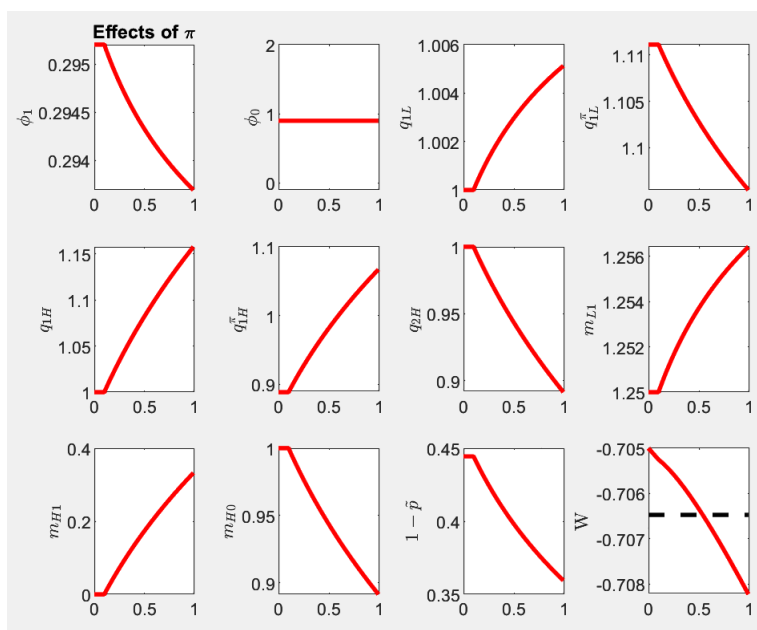 Effects of π
ϕ₁
0.295
0.2945
0.294
0 0.5 1
ϕ₀
2
1
0
0 0.5 1
q₁L
1.006
1.004
1.002
1
0 0.5 1
q₁L^π
1.11
1.105
1.1
0 0.5 1
q₁H
1.15
1.1
1.05
1
0 0.5 1
q₁H^π
1.1
1
0.9
0 0.5 1
q₂H
1
0.95
0.9
0 0.5 1
m_L1
1.256
1.254
1.252
1.25
0 0.5 1
m_H1
0.4
0.2
0
0 0.5 1
m_H0
1
0.95
0.9
0 0.5 1
1 − p̃
0.45
0.4
0.35
0 0.5 1
W
-0.705
-0.706
-0.707
-0.708
0 0.5 1